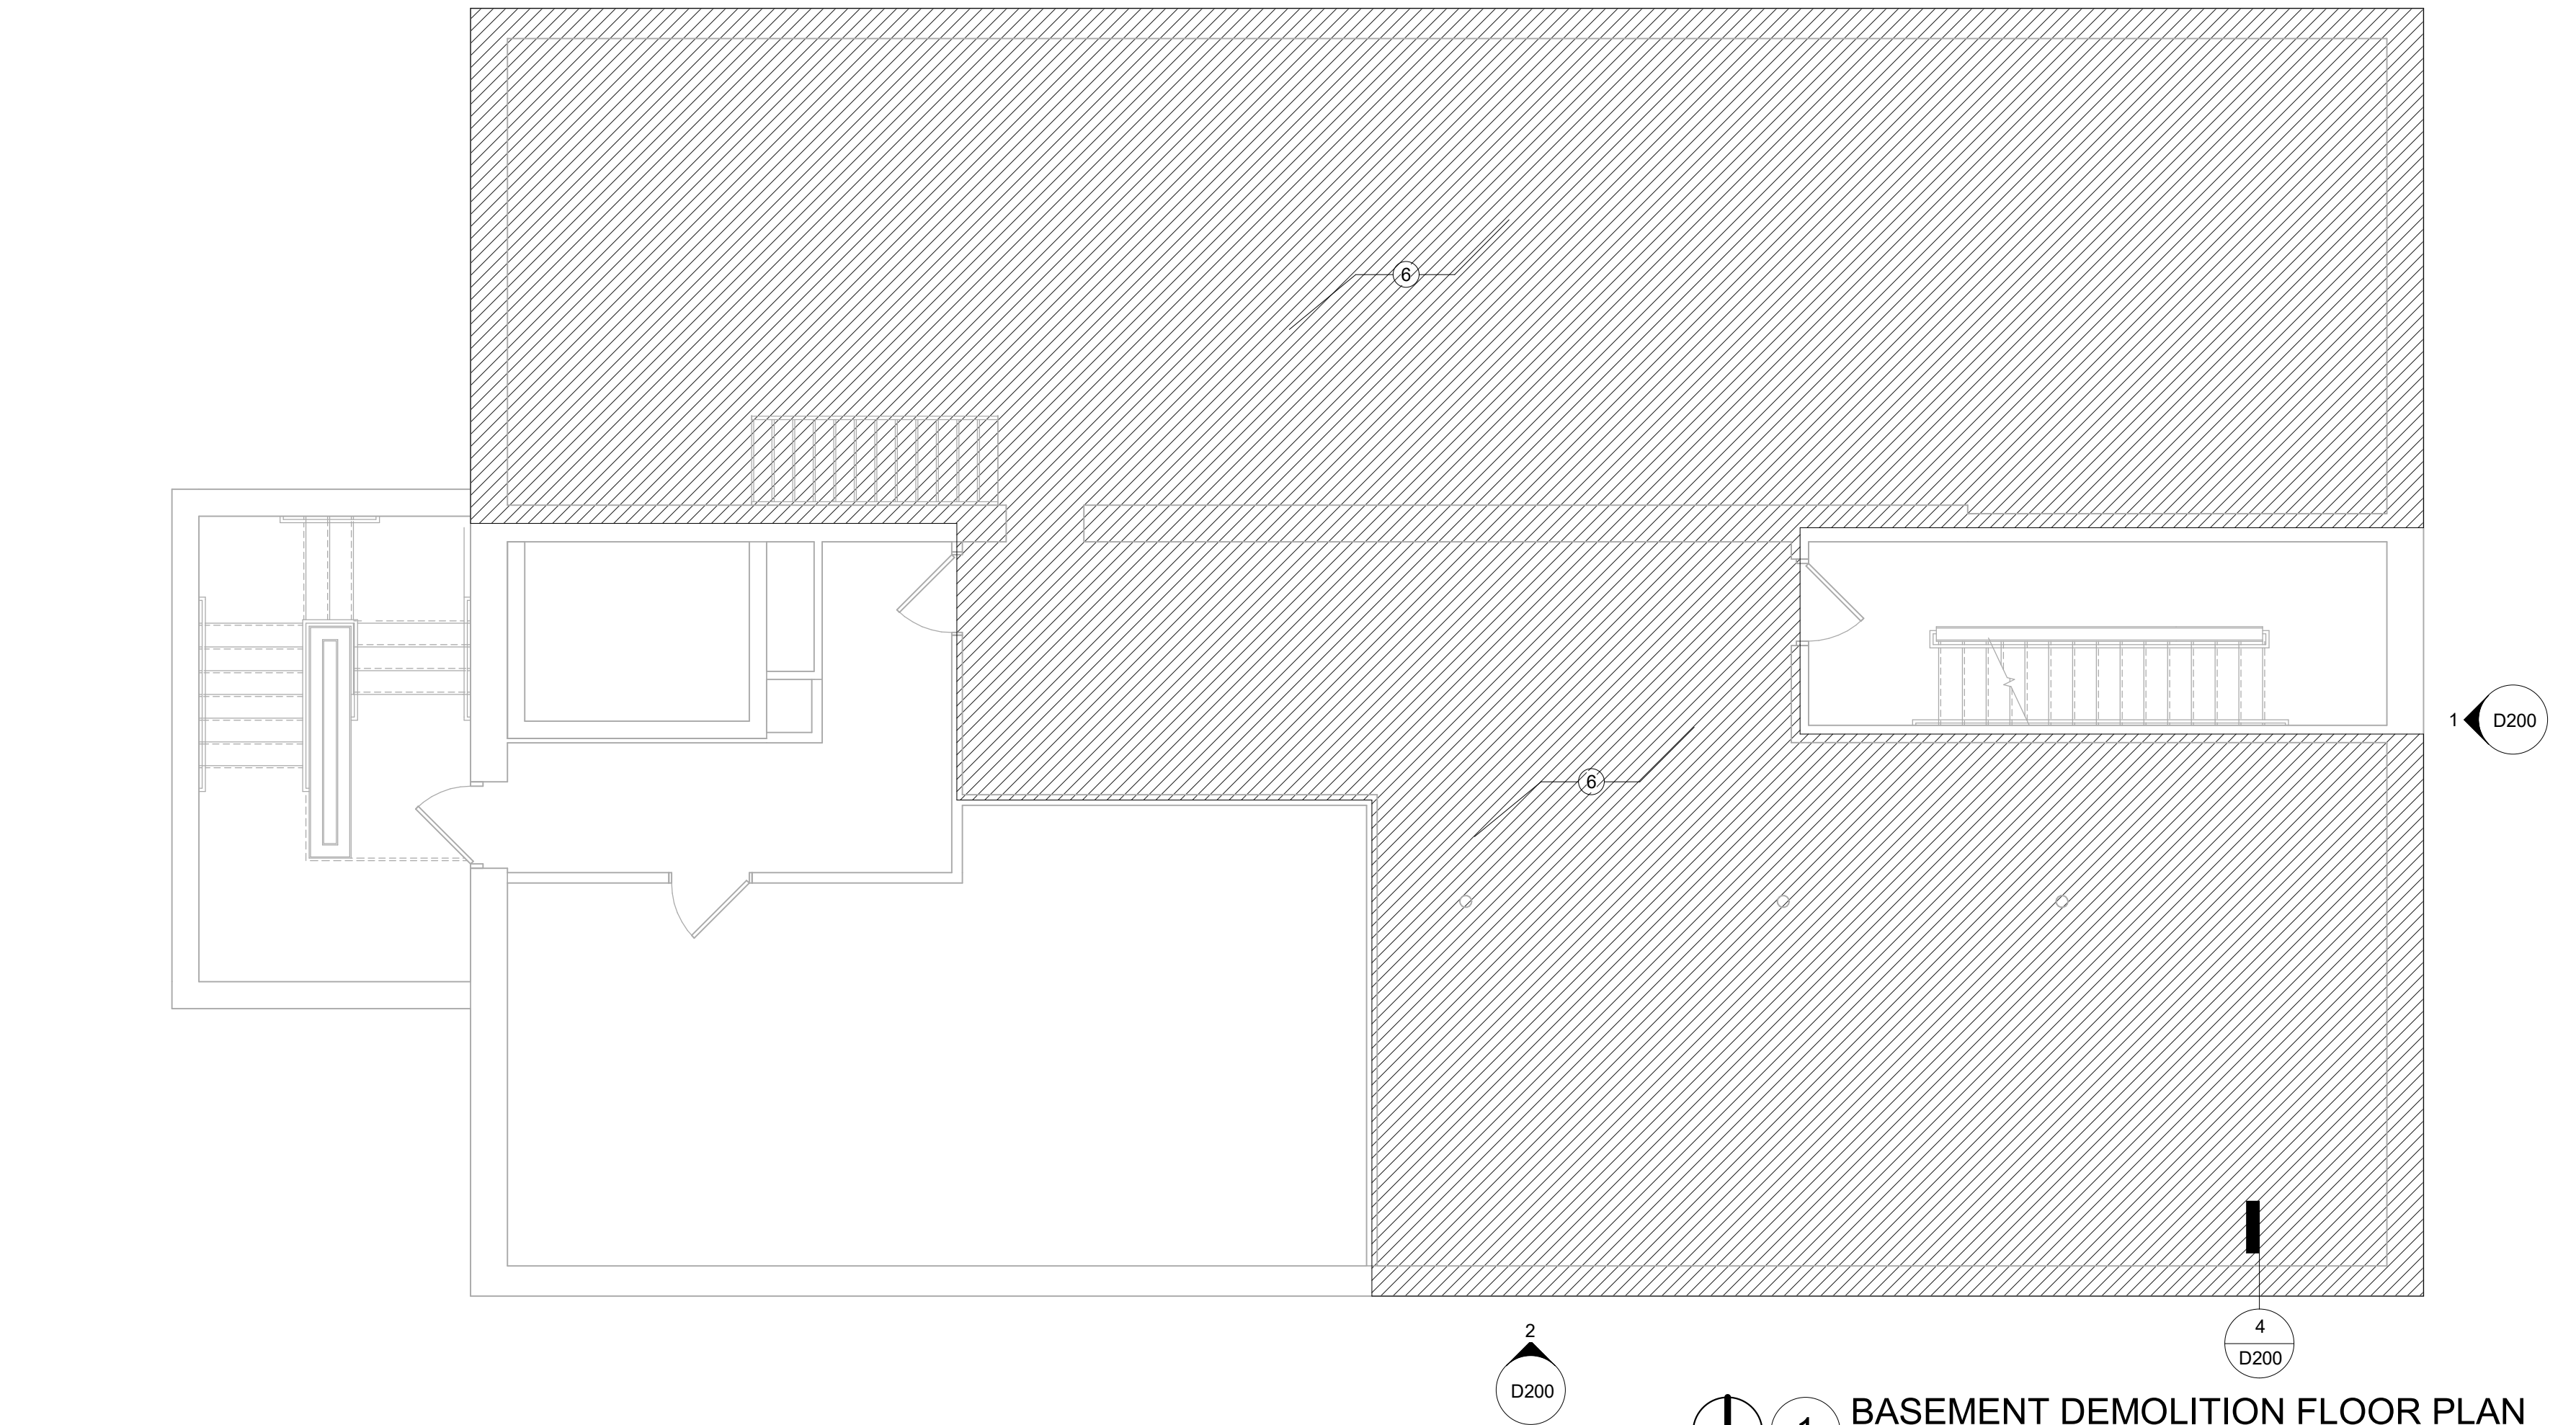 6
1 D200
6
2
D200
4
D200
1 BASEMENT DEMOLITION FLOOR PLAN